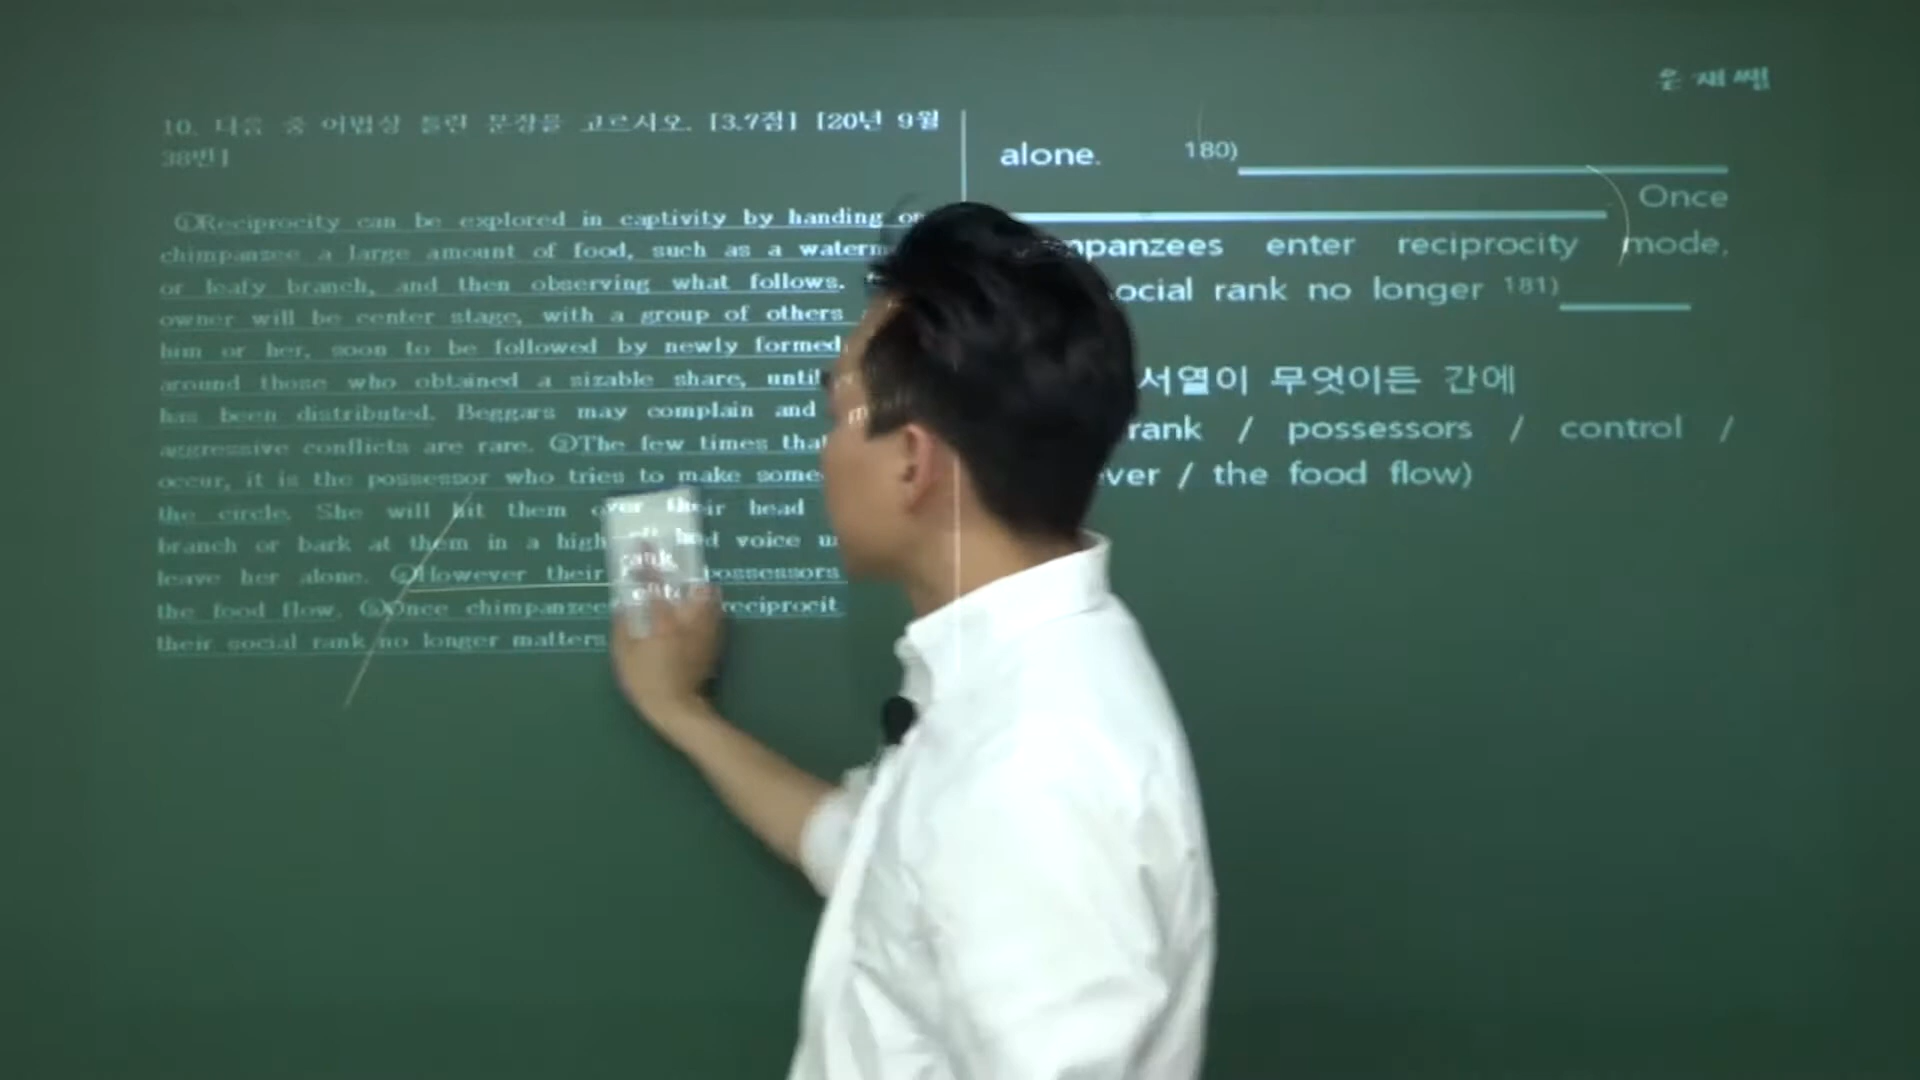 은재쌤
10. 다음 중 어법상 틀린 문장을 고르시오. [3.7점] [20년 9월
38번]
①Reciprocity can be explored in captivity by handing
chimpanzee a large amount of food, such as a
or leafy branch, and then observing what follows.
owner will be center stage, with a group of others
him or her, soon to be followed by newly formed
around those who obtained a sizable share, until
has been distributed. Beggars may complain and
aggressive conflicts are rare. ③The few times that
occur, it is the possessor who tries to make
the circle. She will hit them over their head
branch or bark at them in a high voice
leave her alone. ④However their rank possessors
the food flow. ⑤Once reciprocit
their social rank no longer matters
alone. 180)
Once
enter reciprocity mode,
rank no longer 181)
서열이 무엇이든 간에
rank / possessors / control /
/ the food flow)